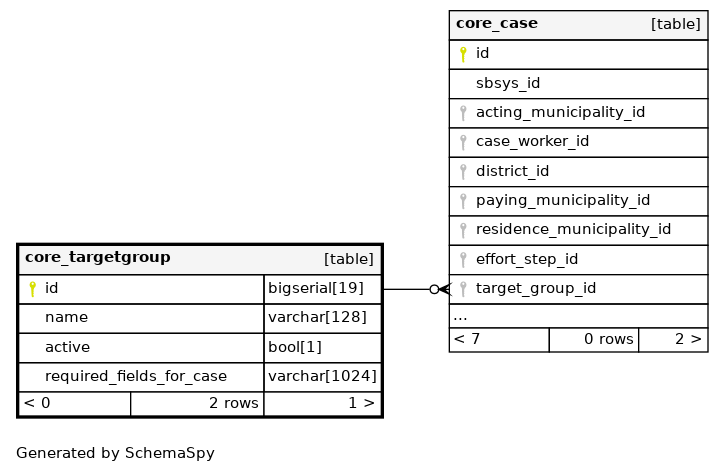 core_case [table]
id
sbsys_id
acting_municipality_id
case_worker_id
district_id
paying_municipality_id
residence_municipality_id
effort_step_id
target_group_id
...
< 7 0 rows 2 >
core_targetgroup [table]
id bigserial[19]
name varchar[128]
active bool[1]
required_fields_for_case varchar[1024]
< 0 2 rows 1 >
Generated by SchemaSpy